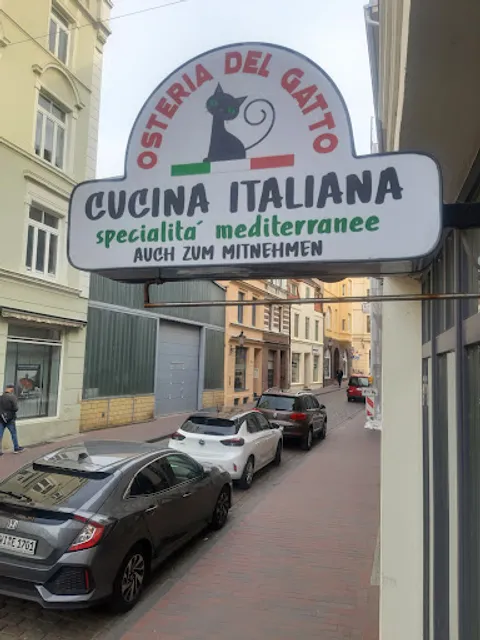 OSTERIA DEL GATTO
CUCINA ITALIANA
specialita´ mediterranee
AUCH ZUM MITNEHMEN